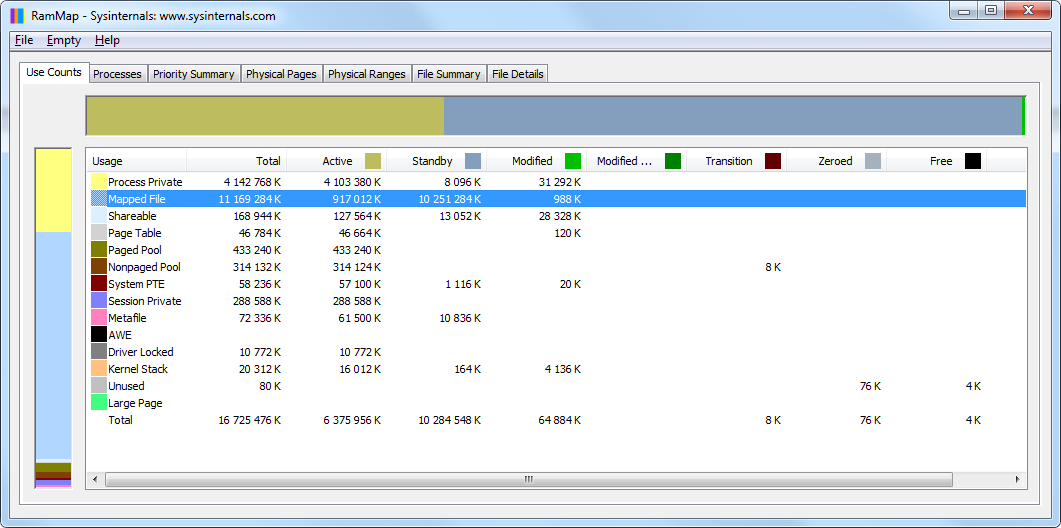 RamMap - Sysinternals: www.sysinternals.com
File Empty Help
Use Counts Processes Priority Summary Physical Pages Physical Ranges File Summary File Details
Usage Total Active Standby Modified Modified ... Transition Zeroed Free
Process Private 4 142 768 K 4 103 380 K 8 096 K 31 292 K
Mapped File 11 169 284 K 917 012 K 10 251 284 K 988 K
Shareable 168 944 K 127 564 K 13 052 K 28 328 K
Page Table 46 784 K 46 664 K 120 K
Paged Pool 433 240 K 433 240 K
Nonpaged Pool 314 132 K 314 124 K 8 K
System PTE 58 236 K 57 100 K 1 116 K 20 K
Session Private 288 588 K 288 588 K
Metafile 72 336 K 61 500 K 10 836 K
AWE
Driver Locked 10 772 K 10 772 K
Kernel Stack 20 312 K 16 012 K 164 K 4 136 K
Unused 80 K 76 K 4 K
Large Page
Total 16 725 476 K 6 375 956 K 10 284 548 K 64 884 K 8 K 76 K 4 K